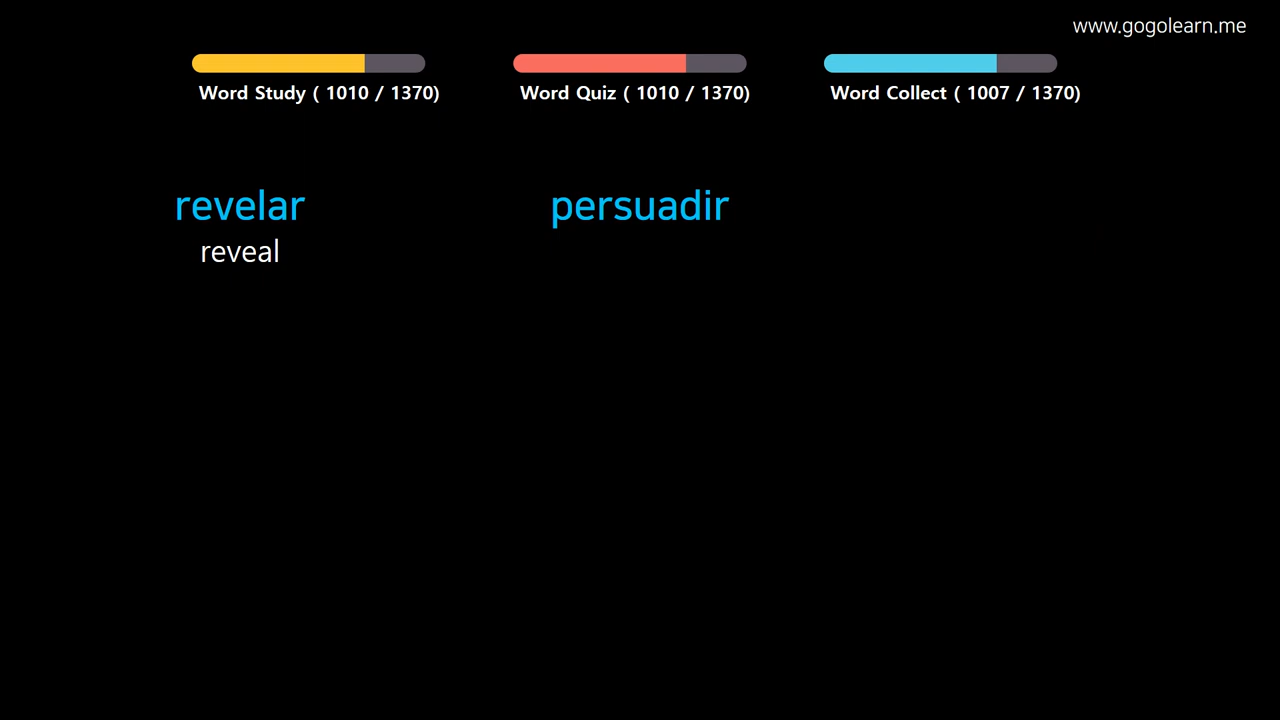 www.gogolearn.me
Word Study ( 1010 / 1370)
Word Quiz ( 1010 / 1370)
Word Collect ( 1007 / 1370)
revelar
reveal
persuadir